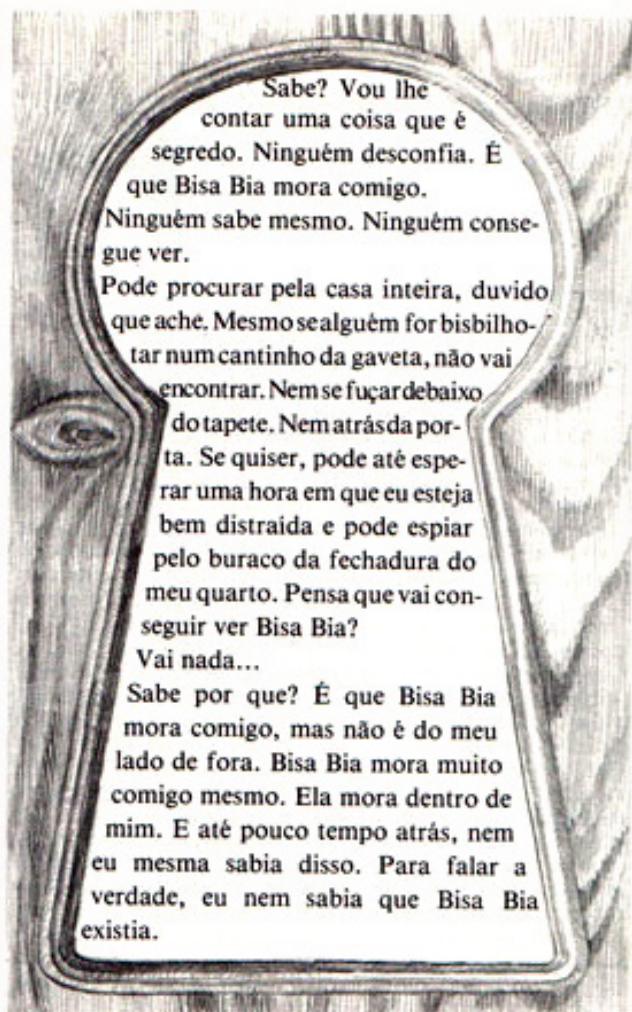 Sabe? Vou lhe
contar uma coisa que é
segredo. Ninguém desconfia. É
que Bisa Bia mora comigo.
Ninguém sabe mesmo. Ninguém conse-
gue ver.
Pode procurar pela casa inteira, duvido
que ache. Mesmo se alguém for bisbilho-
tar num cantinho da gaveta, não vai
encontrar. Nem se fuçar debaixo
do tapete. Nem atrás da por-
ta. Se quiser, pode até espe-
rar uma hora em que eu esteja
bem distraída e pode espiar
pelo buraco da fechadura do
meu quarto. Pensa que vai con-
seguir ver Bisa Bia?
Vai nada...
Sabe por que? É que Bisa Bia
mora comigo, mas não é do meu
lado de fora. Bisa Bia mora muito
comigo mesmo. Ela mora dentro de
mim. E até pouco tempo atrás, nem
eu mesma sabia disso. Para falar a
verdade, eu nem sabia que Bisa Bia
existia.